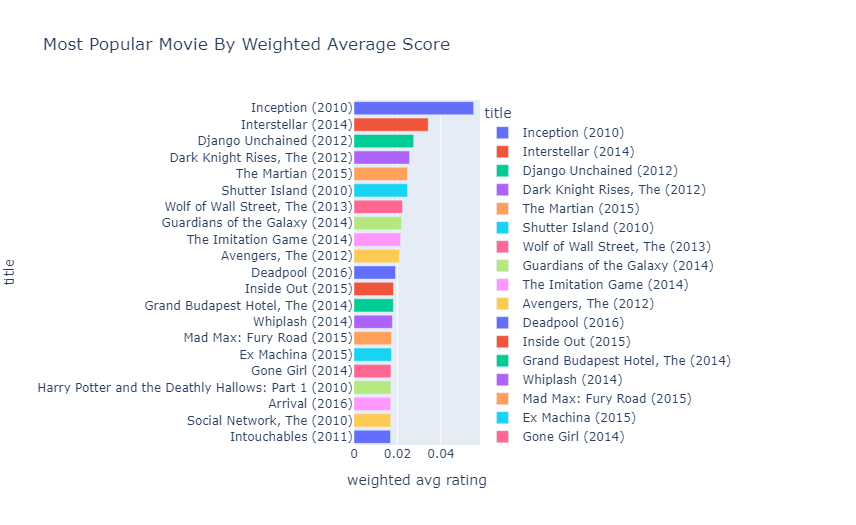 Most Popular Movie By Weighted Average Score
title
Inception (2010)
Interstellar (2014)
Django Unchained (2012)
Dark Knight Rises, The (2012)
The Martian (2015)
Shutter Island (2010)
Wolf of Wall Street, The (2013)
Guardians of the Galaxy (2014)
The Imitation Game (2014)
Avengers, The (2012)
Deadpool (2016)
Inside Out (2015)
Grand Budapest Hotel, The (2014)
Whiplash (2014)
Mad Max: Fury Road (2015)
Ex Machina (2015)
Gone Girl (2014)
Harry Potter and the Deathly Hallows: Part 1 (2010)
Arrival (2016)
Social Network, The (2010)
Intouchables (2011)
0 0.02 0.04
weighted avg rating
title
Inception (2010)
Interstellar (2014)
Django Unchained (2012)
Dark Knight Rises, The (2012)
The Martian (2015)
Shutter Island (2010)
Wolf of Wall Street, The (2013)
Guardians of the Galaxy (2014)
The Imitation Game (2014)
Avengers, The (2012)
Deadpool (2016)
Inside Out (2015)
Grand Budapest Hotel, The (2014)
Whiplash (2014)
Mad Max: Fury Road (2015)
Ex Machina (2015)
Gone Girl (2014)